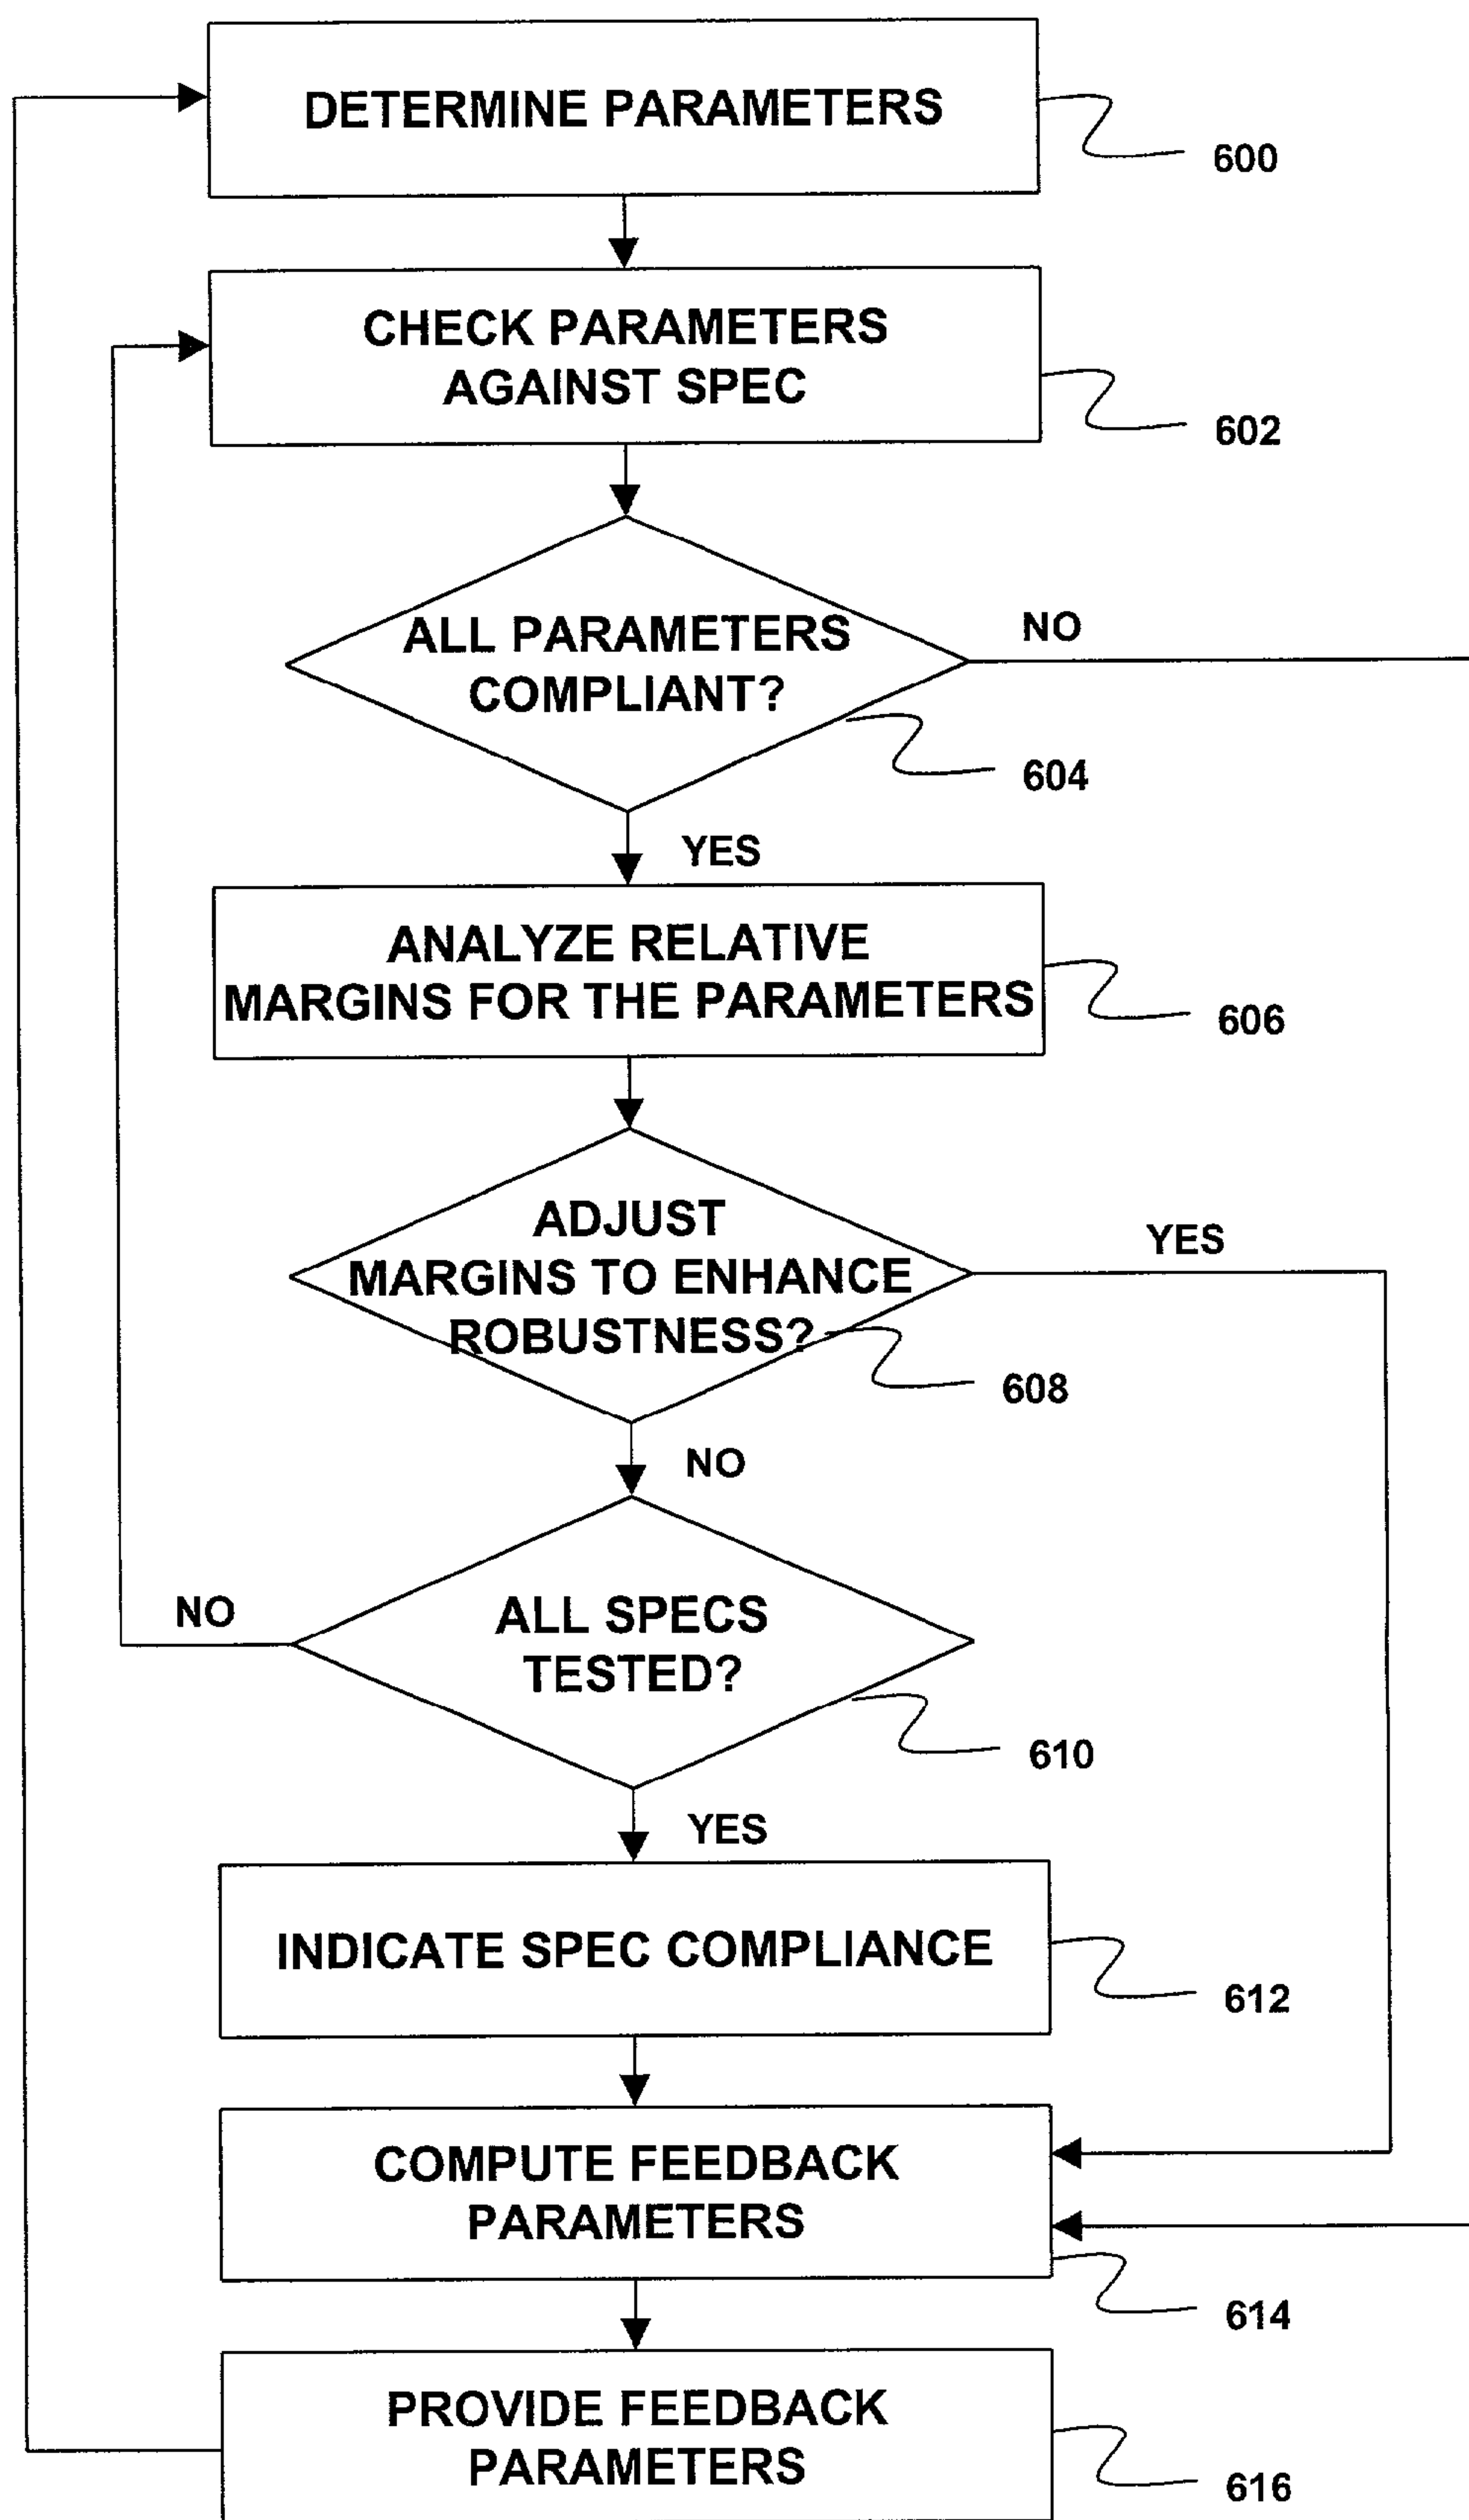 DETERMINE PARAMETERS
600
CHECK PARAMETERS
AGAINST SPEC
602
ALL PARAMETERS
COMPLIANT?
NO
604
YES
ANALYZE RELATIVE
MARGINS FOR THE PARAMETERS
606
ADJUST
MARGINS TO ENHANCE
ROBUSTNESS?
YES
608
NO
ALL SPECS
TESTED?
NO
610
YES
INDICATE SPEC COMPLIANCE
612
COMPUTE FEEDBACK
PARAMETERS
614
PROVIDE FEEDBACK
PARAMETERS
616